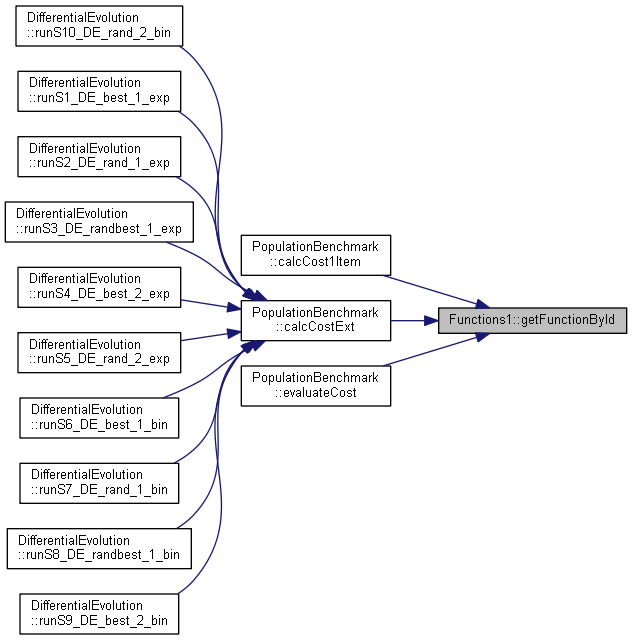 DifferentialEvolution
::runS10_DE_rand_2_bin
DifferentialEvolution
::runS1_DE_best_1_exp
DifferentialEvolution
::runS2_DE_rand_1_exp
DifferentialEvolution
::runS3_DE_randbest_1_exp
DifferentialEvolution
::runS4_DE_best_2_exp
DifferentialEvolution
::runS5_DE_rand_2_exp
DifferentialEvolution
::runS6_DE_best_1_bin
DifferentialEvolution
::runS7_DE_rand_1_bin
DifferentialEvolution
::runS8_DE_randbest_1_bin
DifferentialEvolution
::runS9_DE_best_2_bin
PopulationBenchmark
::calcCost1Item
PopulationBenchmark
::calcCostExt
PopulationBenchmark
::evaluateCost
Functions1::getFunctionById